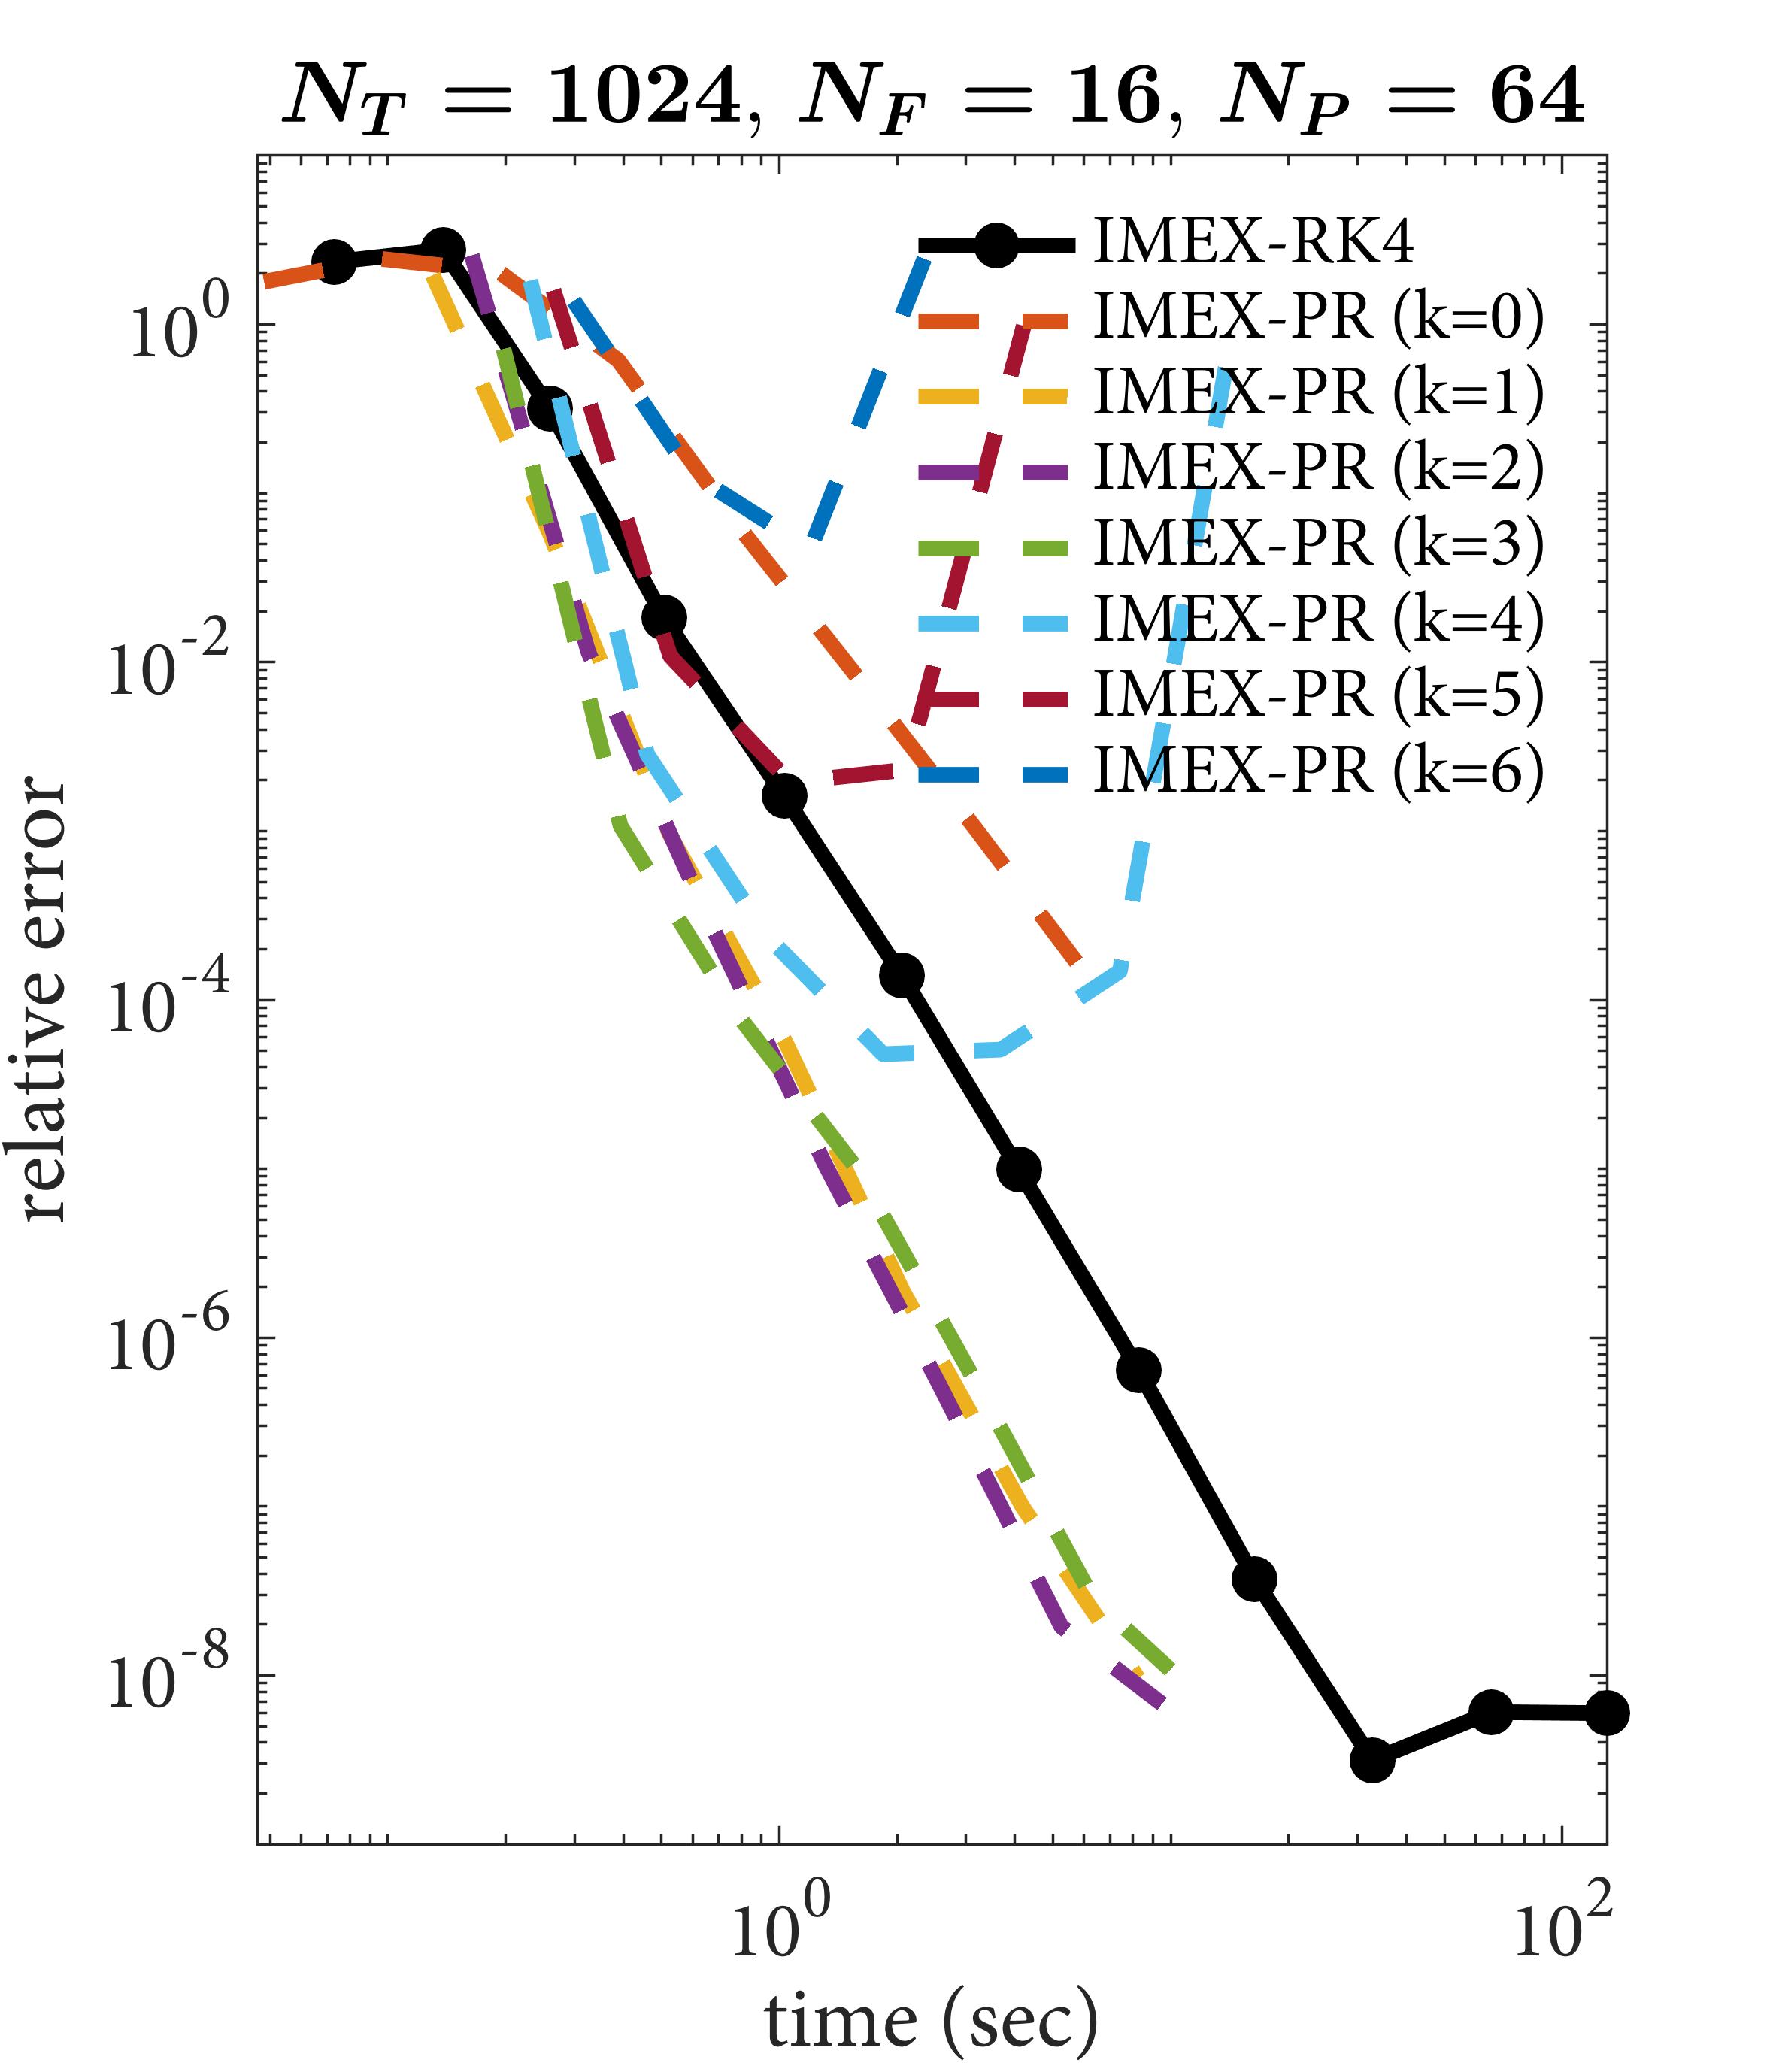 N_T = 1024, N_F = 16, N_P = 64
IMEX-RK4
IMEX-PR (k=0)
IMEX-PR (k=1)
IMEX-PR (k=2)
IMEX-PR (k=3)
IMEX-PR (k=4)
IMEX-PR (k=5)
IMEX-PR (k=6)
10^0
10^-2
10^-4
10^-6
10^-8
relative error
10^0 10^2
time (sec)